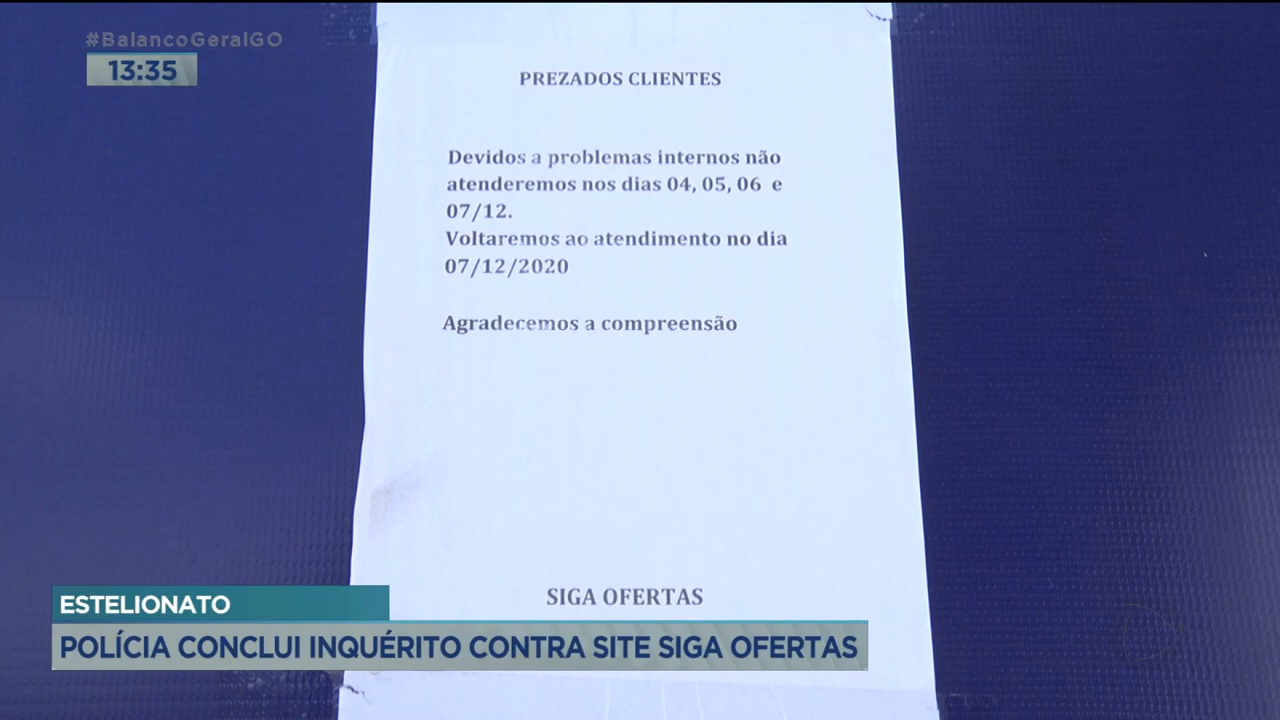 #BalancoGeralGO
13:35
PREZADOS CLIENTES
Devidos a problemas internos não
atenderemos nos dias 04, 05, 06 e
07/12.
Voltaremos ao atendimento no dia
07/12/2020
Agradecemos a compreensão
SIGA OFERTAS
ESTELIONATO
POLÍCIA CONCLUI INQUÉRITO CONTRA SITE SIGA OFERTAS